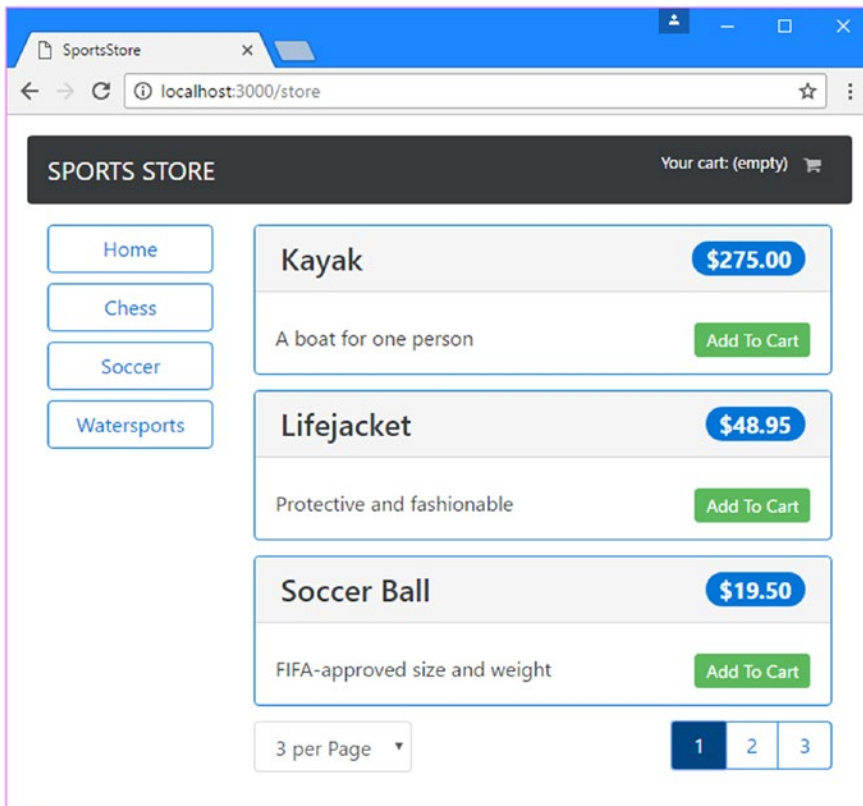 SportsStore
localhost:3000/store
SPORTS STORE
Your cart: (empty)
Home
Chess
Soccer
Watersports
Kayak
$275.00
A boat for one person
Add To Cart
Lifejacket
$48.95
Protective and fashionable
Add To Cart
Soccer Ball
$19.50
FIFA-approved size and weight
Add To Cart
3 per Page
1 2 3